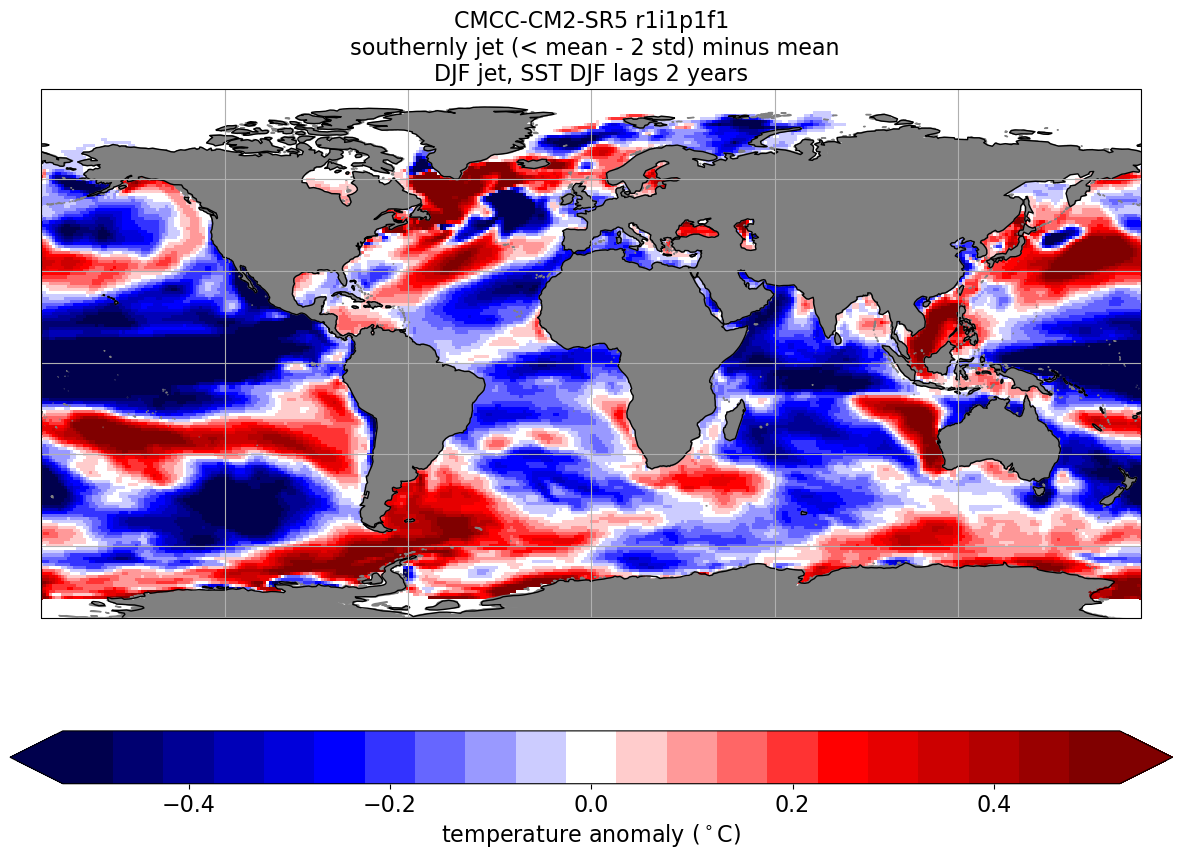 CMCC-CM2-SR5 r1i1p1f1
southernly jet (< mean - 2 std) minus mean
DJF jet, SST DJF lags 2 years
−0.4 −0.2 0.0 0.2 0.4
temperature anomaly (°C)